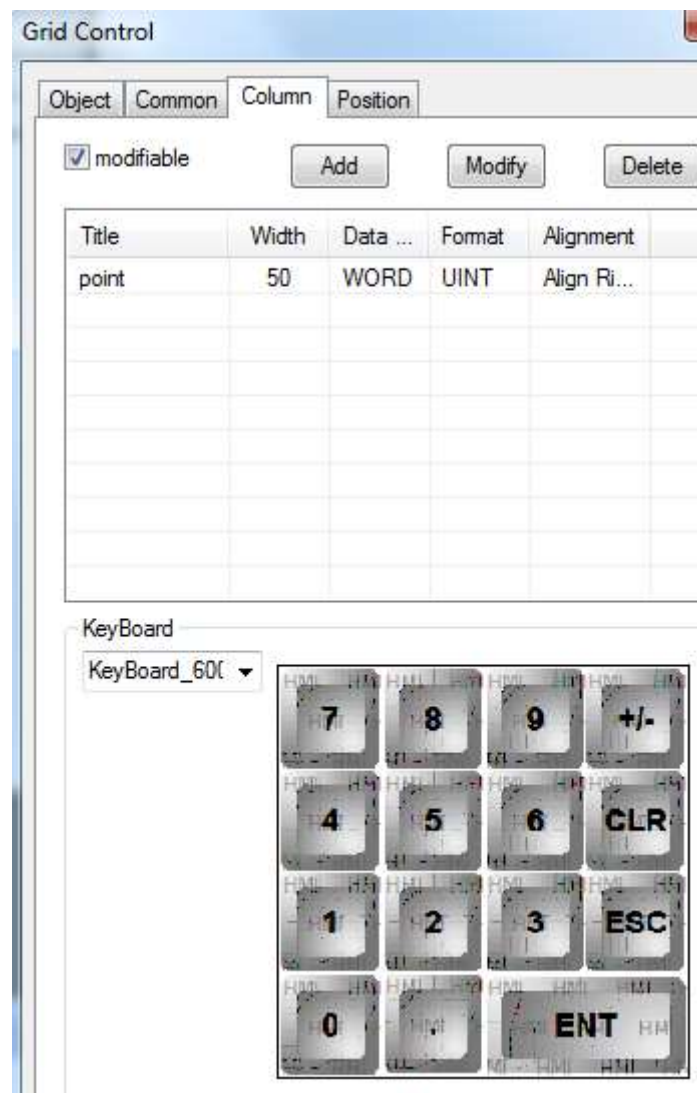 Grid Control
Object Common Column Position
modifiable Add Modify Delete
Title Width Data ... Format Alignment
point 50 WORD UINT Align Ri...
KeyBoard
KeyBoard_60(
7 8 9 +/-
4 5 6 CLR
1 2 3 ESC
0 . ENT